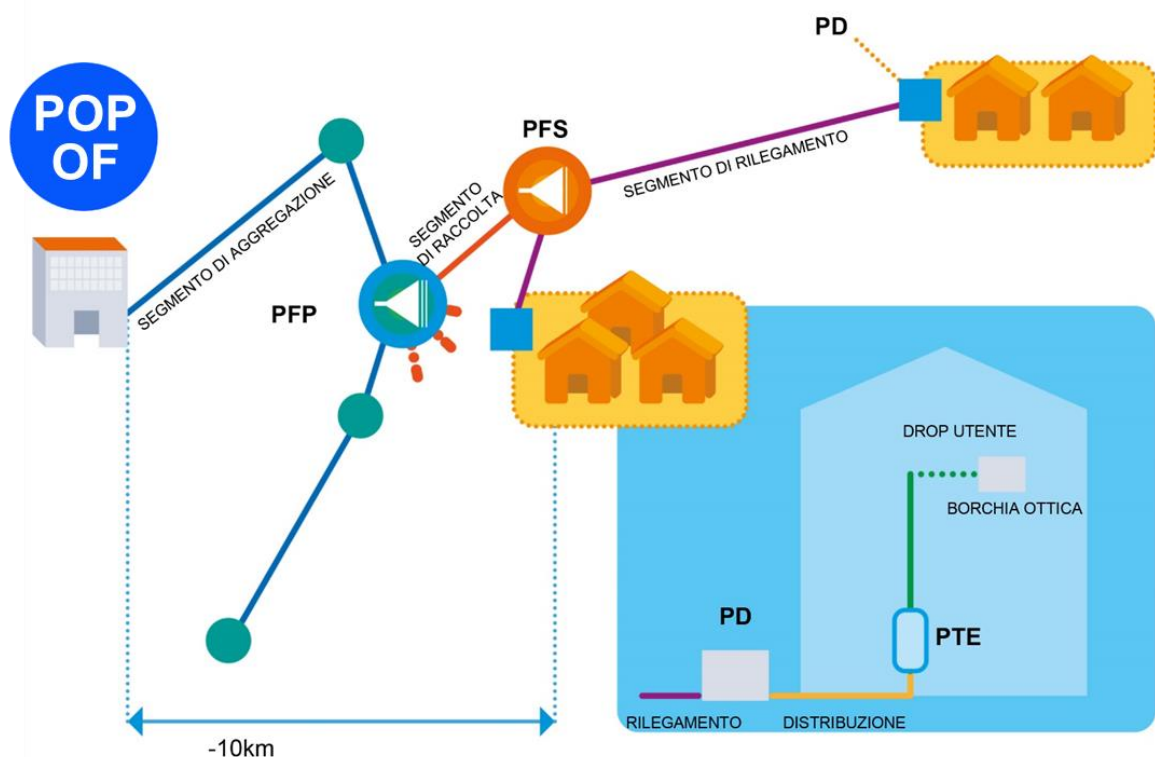 POP
OF
PD
PFS
SEGMENTO DI RILEGAMENTO
SEGMENTO DI AGGREGAZIONE
SEGMENTO
DI RACCOLTA
PFP
DROP UTENTE
BORCHIA OTTICA
PD
PTE
RILEGAMENTO
DISTRIBUZIONE
-10km